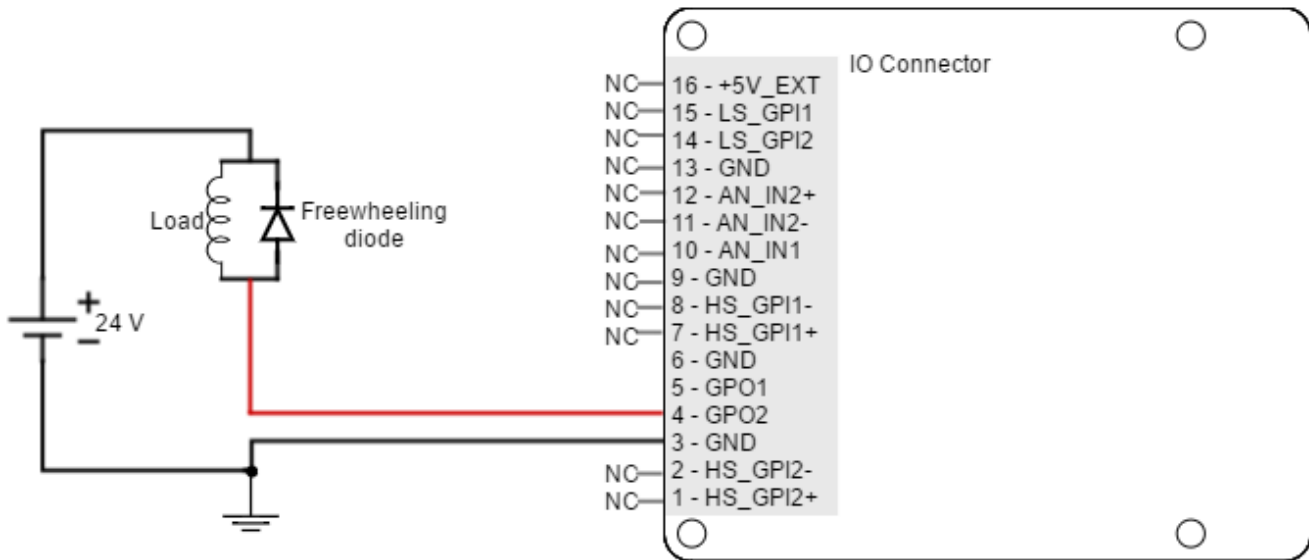 IO Connector
NC 16 - +5V_EXT
NC 15 - LS_GPI1
NC 14 - LS_GPI2
NC 13 - GND
NC 12 - AN_IN2+
NC 11 - AN_IN2-
NC 10 - AN_IN1
NC 9 - GND
NC 8 - HS_GPI1-
NC 7 - HS_GPI1+
6 - GND
5 - GPO1
4 - GPO2
3 - GND
NC 2 - HS_GPI2-
NC 1 - HS_GPI2+
Load
Freewheeling
diode
+
24 V
−